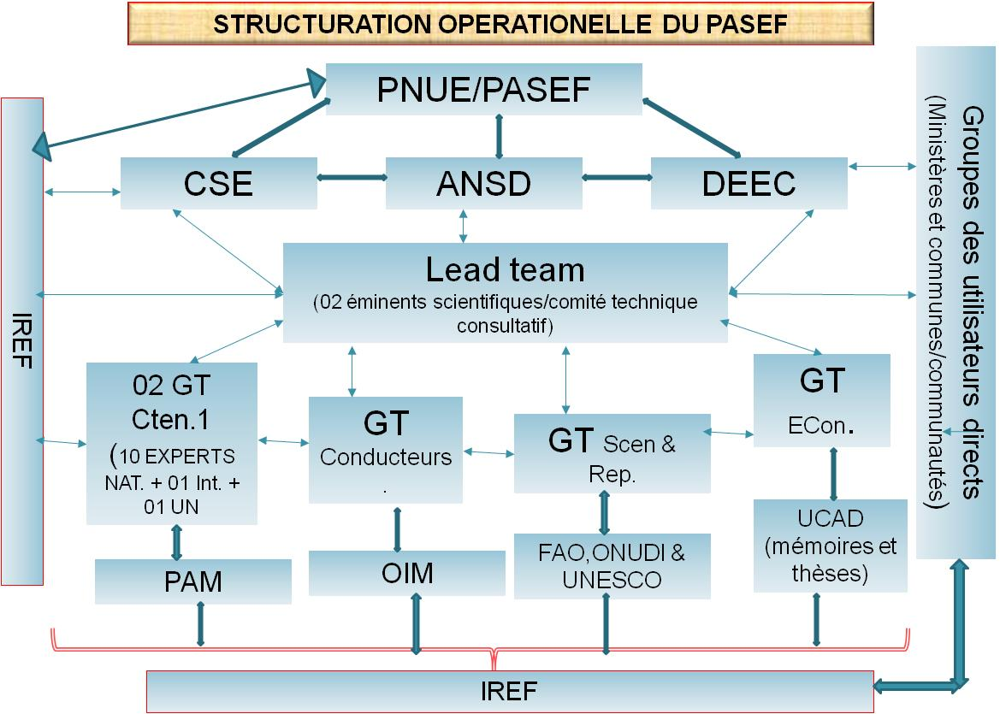 STRUCTURATION OPERATIONELLE DU PASEF
PNUE/PASEF
CSE
ANSD
DEEC
Lead team
(02 éminents scientifiques/comité technique
consultatif)
02 GT
Cten.1
(10 EXPERTS
NAT. + 01 Int. +
01 UN
GT
Conducteurs
.
GT Scen &
Rep.
GT
ECon.
PAM
OIM
FAO,ONUDI &
UNESCO
UCAD
(mémoires et
thèses)
IREF
IREF
Groupes des utilisateurs directs
(Ministères et communes/communautés)